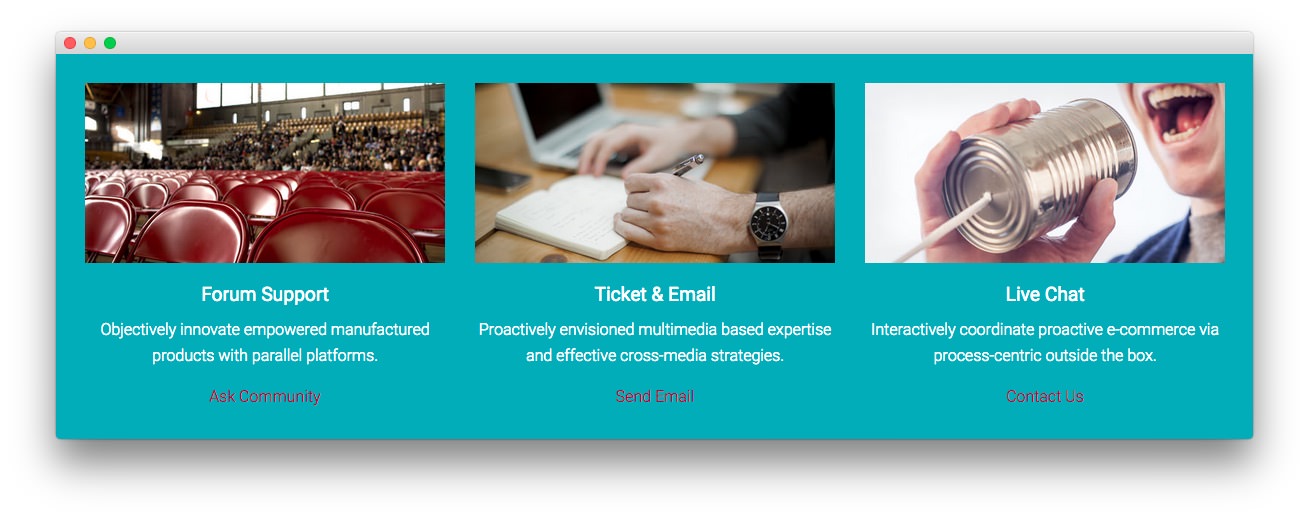 Forum Support
Objectively innovate empowered manufactured
products with parallel platforms.
Ask Community
Ticket & Email
Proactively envisioned multimedia based expertise
and effective cross-media strategies.
Send Email
Live Chat
Interactively coordinate proactive e-commerce via
process-centric outside the box.
Contact Us